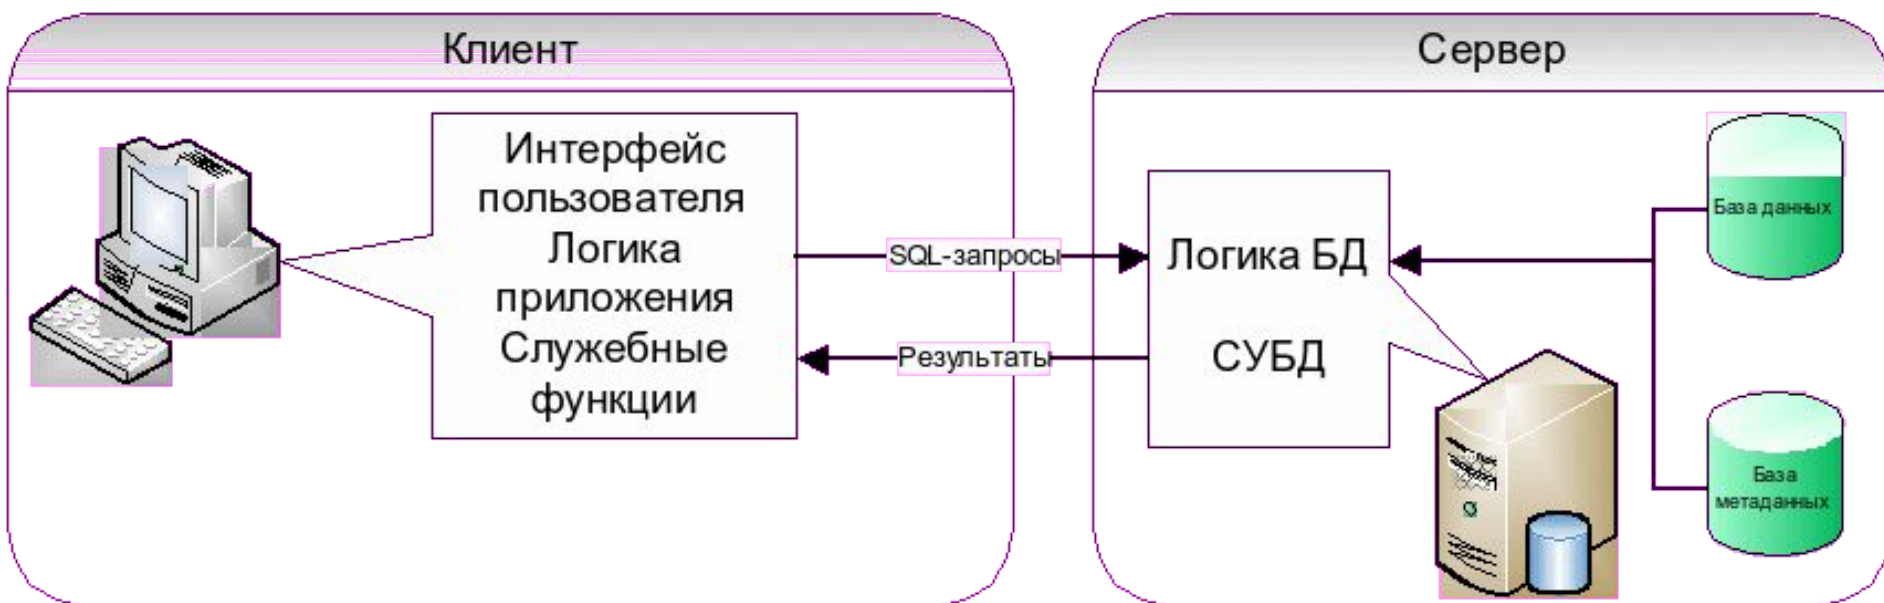 Клиент
Сервер
Интерфейс
пользователя
Логика
приложения
Служебные
функции
SQL-запросы
Результаты
Логика БД
СУБД
База данных
База
метаданных